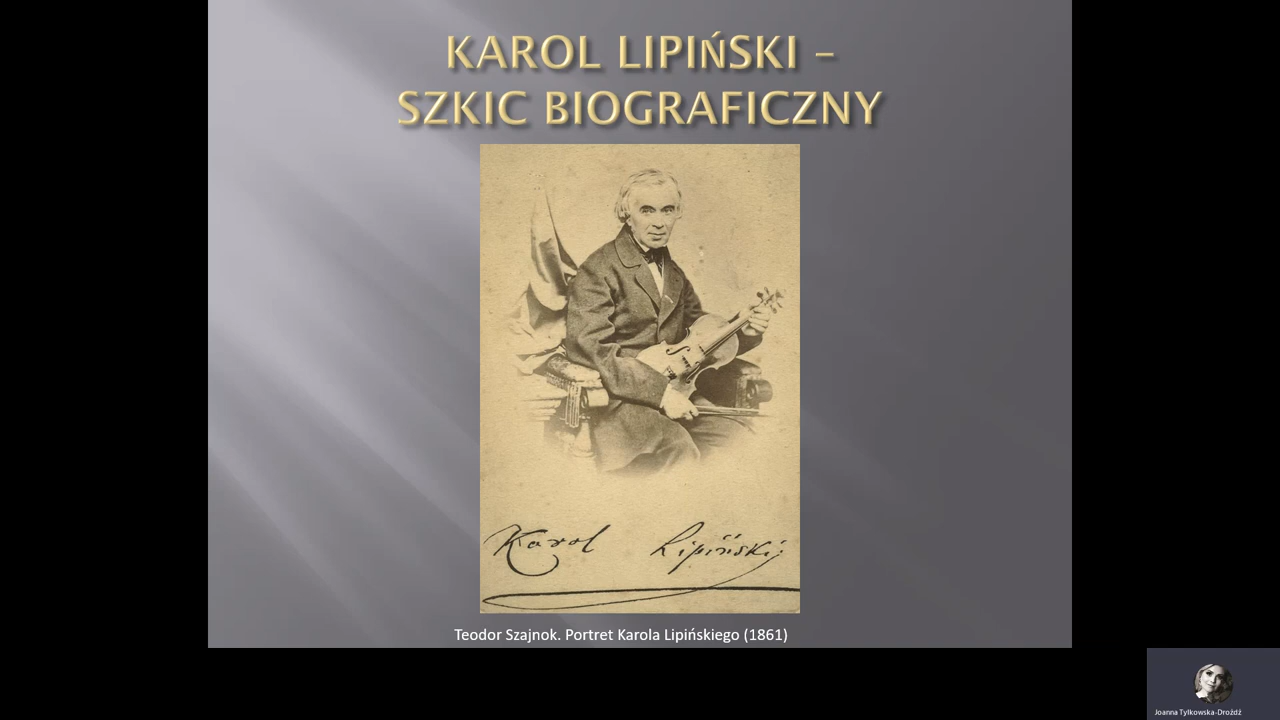 KAROL LIPIŃSKI –
SZKIC BIOGRAFICZNY
Karol Lipiński
Teodor Szajnok. Portret Karola Lipińskiego (1861)
Joanna Tylkowska-Drożdż